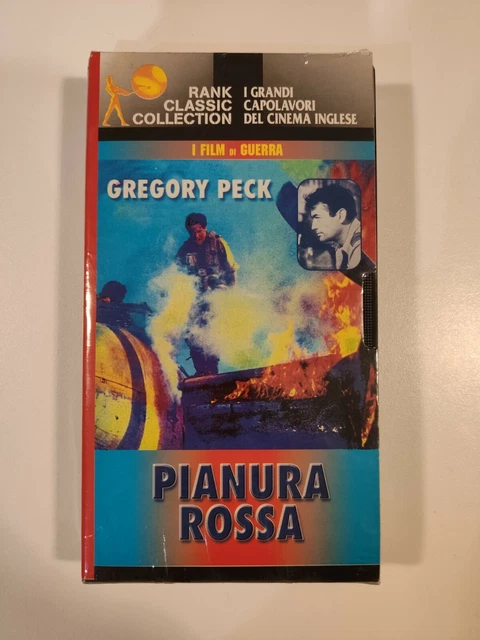 RANK
CLASSIC
COLLECTION
I GRANDI
CAPOLAVORI
DEL CINEMA INGLESE
I FILM DI GUERRA
GREGORY PECK
PIANURA
ROSSA